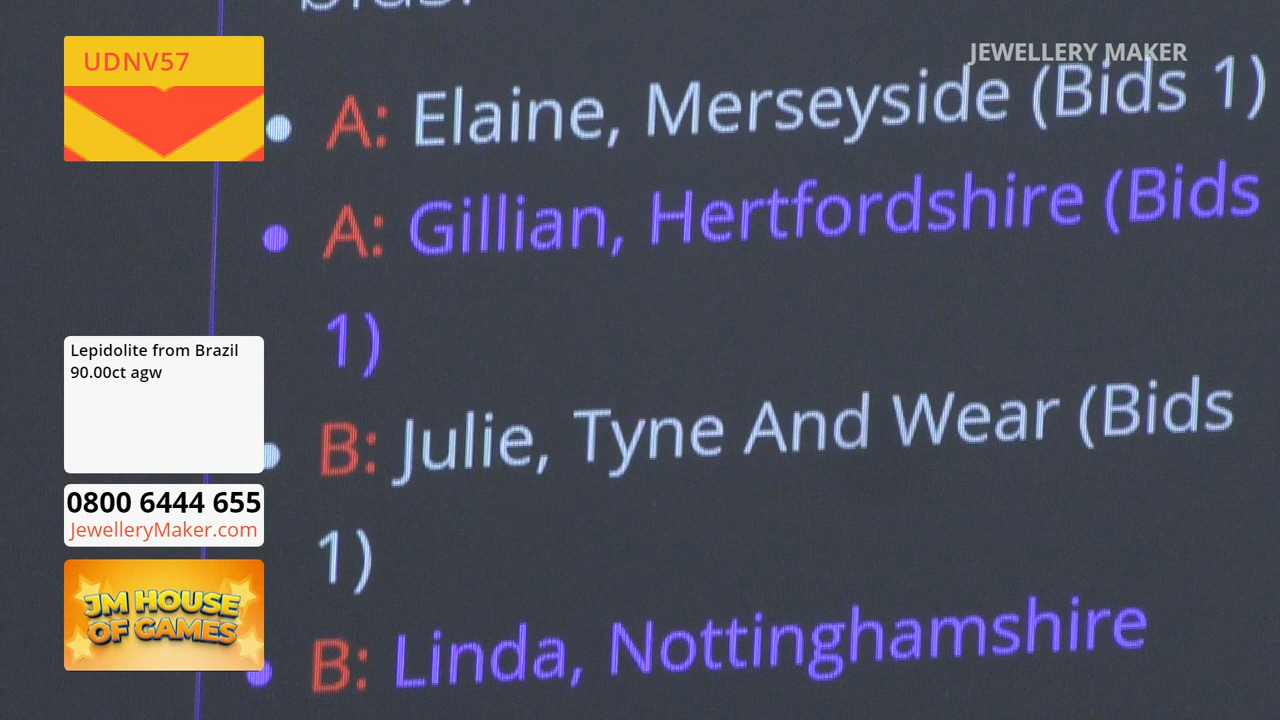 bids.
JEWELLERY MAKER
UDNV57
A: Elaine, Merseyside (Bids 1)
A: Gillian, Hertfordshire (Bids
1)
Lepidolite from Brazil
90.00ct agw
B: Julie, Tyne And Wear (Bids
1)
0800 6444 655
JewelleryMaker.com
JM HOUSE
OF GAMES
B: Linda, Nottinghamshire